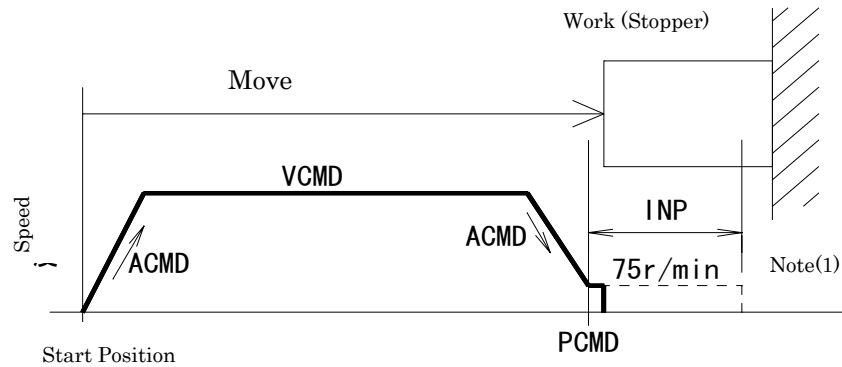 Work (Stopper)
Move
VCMD
INP
Speed
ACMD
ACMD
75r/min
Note(1)
PCMD
Start Position